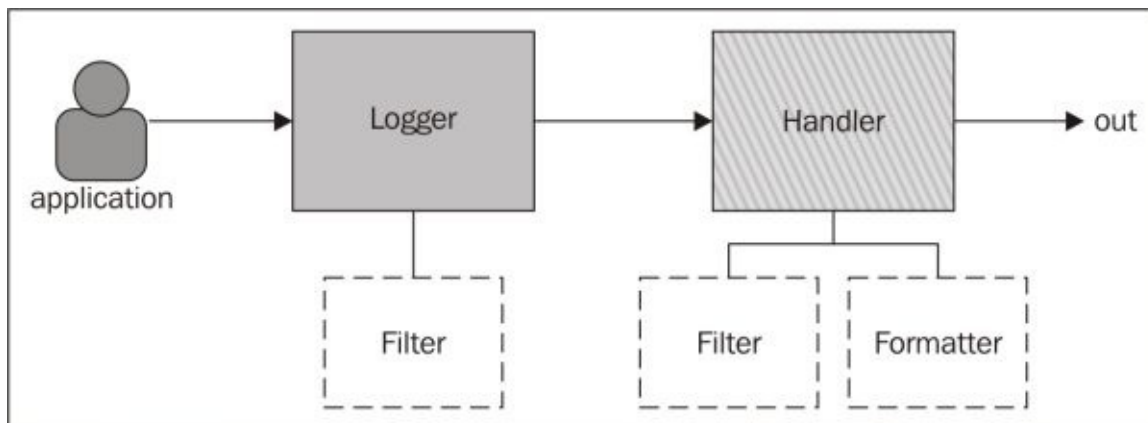 Logger
Handler
out
application
Filter
Filter
Formatter